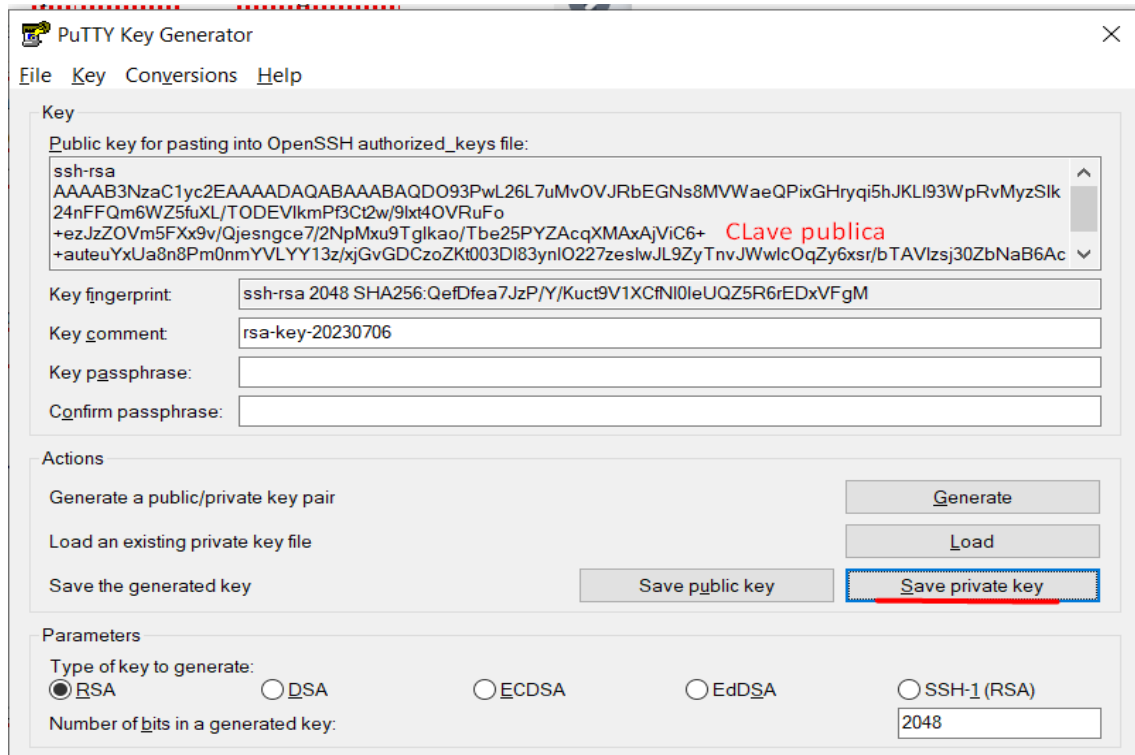 PuTTY Key Generator
File Key Conversions Help
Key
Public key for pasting into OpenSSH authorized_keys file:
ssh-rsa
AAAAB3NzaC1yc2EAAAADAQABAAABAQDO93PwL26L7uMvOVJRbEGNs8MVWaeQPixGHryqi5hJKLl93WpRvMyzSlk
24nFFQm6WZ5fuXL/TODEVlkmPf3Ct2w/9lxt4OVRuFo
+ezJzZOVm5FXx9v/Qjesngce7/2NpMxu9Tglkao/Tbe25PYZAcqXMAxAjViC6+ CLave publica
+auteuYxUa8n8Pm0nmYVLYY13z/xjGvGDCzoZKt003Dl83ynlO227zeslwJL9ZyTnvJWwlcOqZy6xsr/bTAVlzsj30ZbNaB6Ac
Key fingerprint: ssh-rsa 2048 SHA256:QefDfea7JzP/Y/Kuct9V1XCfNl0leUQZ5R6rEDxVFgM
Key comment: rsa-key-20230706
Key passphrase:
Confirm passphrase:
Actions
Generate a public/private key pair Generate
Load an existing private key file Load
Save the generated key Save public key Save private key
Parameters
Type of key to generate:
RSA DSA ECDSA EdDSA SSH-1 (RSA)
Number of bits in a generated key: 2048